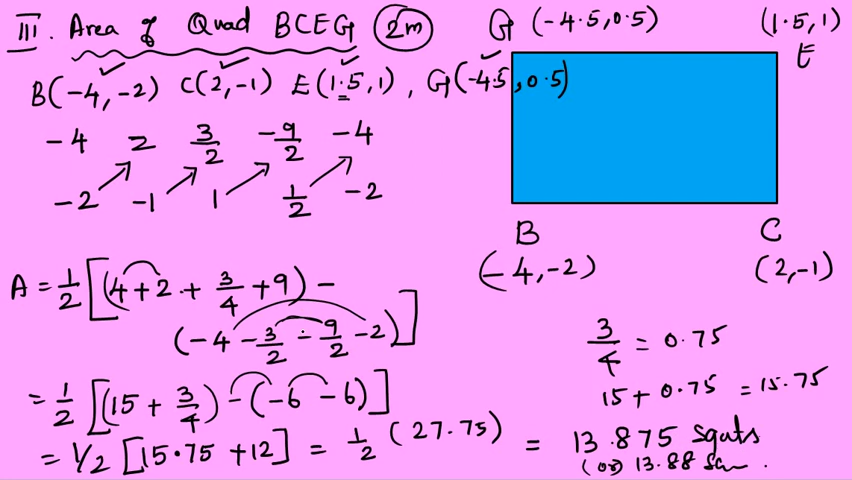 III. Area of Quad BCEG (2m)
G (-4.5, 0.5)
(1.5, 1)
E
B(-4, -2) C(2, -1) E(1.5, 1), G(-4.5, 0.5)
-4 2 3/2 -9/2 -4
-2 -1 1 1/2 -2
B
C
(-4, -2)
(2, -1)
A = 1/2 [(4 + 2 + 3/4 + 9) -
(-4 - 3/2 - 9/2 - 2)]
= 1/2 [(15 + 3/4) - (-6 - 6)]
= 1/2 [15.75 + 12] = 1/2 (27.75)
3/4 = 0.75
15 + 0.75 = 15.75
= 13.875 squts
(or) 13.88